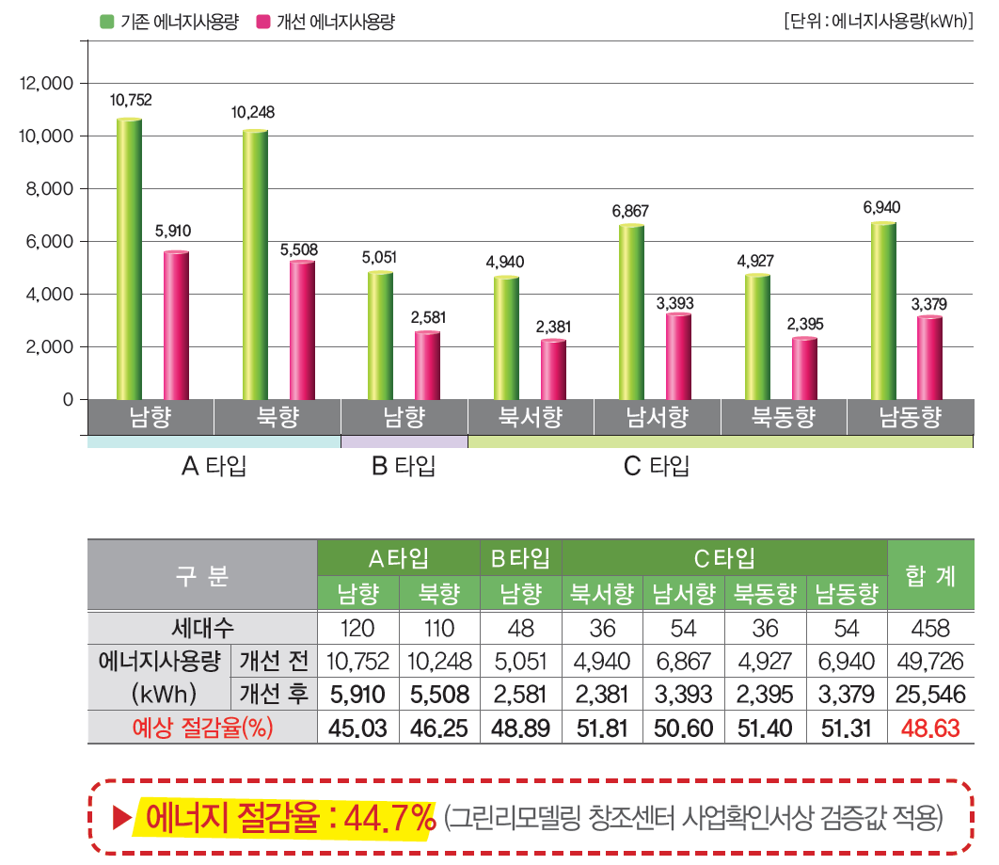 기존 에너지사용량 개선 에너지사용량 [단위 : 에너지사용량(kWh)]
12,000
10,000
8,000
6,000
4,000
2,000
0
10,752 5,910 10,248 5,508 5,051 2,581 4,940 2,381 6,867 3,393 4,927 2,395 6,940 3,379
남향 북향 남향 북서향 남서향 북동향 남동향
A 타입 B 타입 C 타입
구 분 A타입 B타입 C타입 합 계
남향 북향 남향 북서향 남서향 북동향 남동향
세대수 120 110 48 36 54 36 54 458
에너지사용량 개선 전 10,752 10,248 5,051 4,940 6,867 4,927 6,940 49,726
(kWh) 개선 후 5,910 5,508 2,581 2,381 3,393 2,395 3,379 25,546
예상 절감율(%) 45.03 46.25 48.89 51.81 50.60 51.40 51.31 48.63
▶ 에너지 절감율 : 44.7% (그린리모델링 창조센터 사업확인서상 검증값 적용)